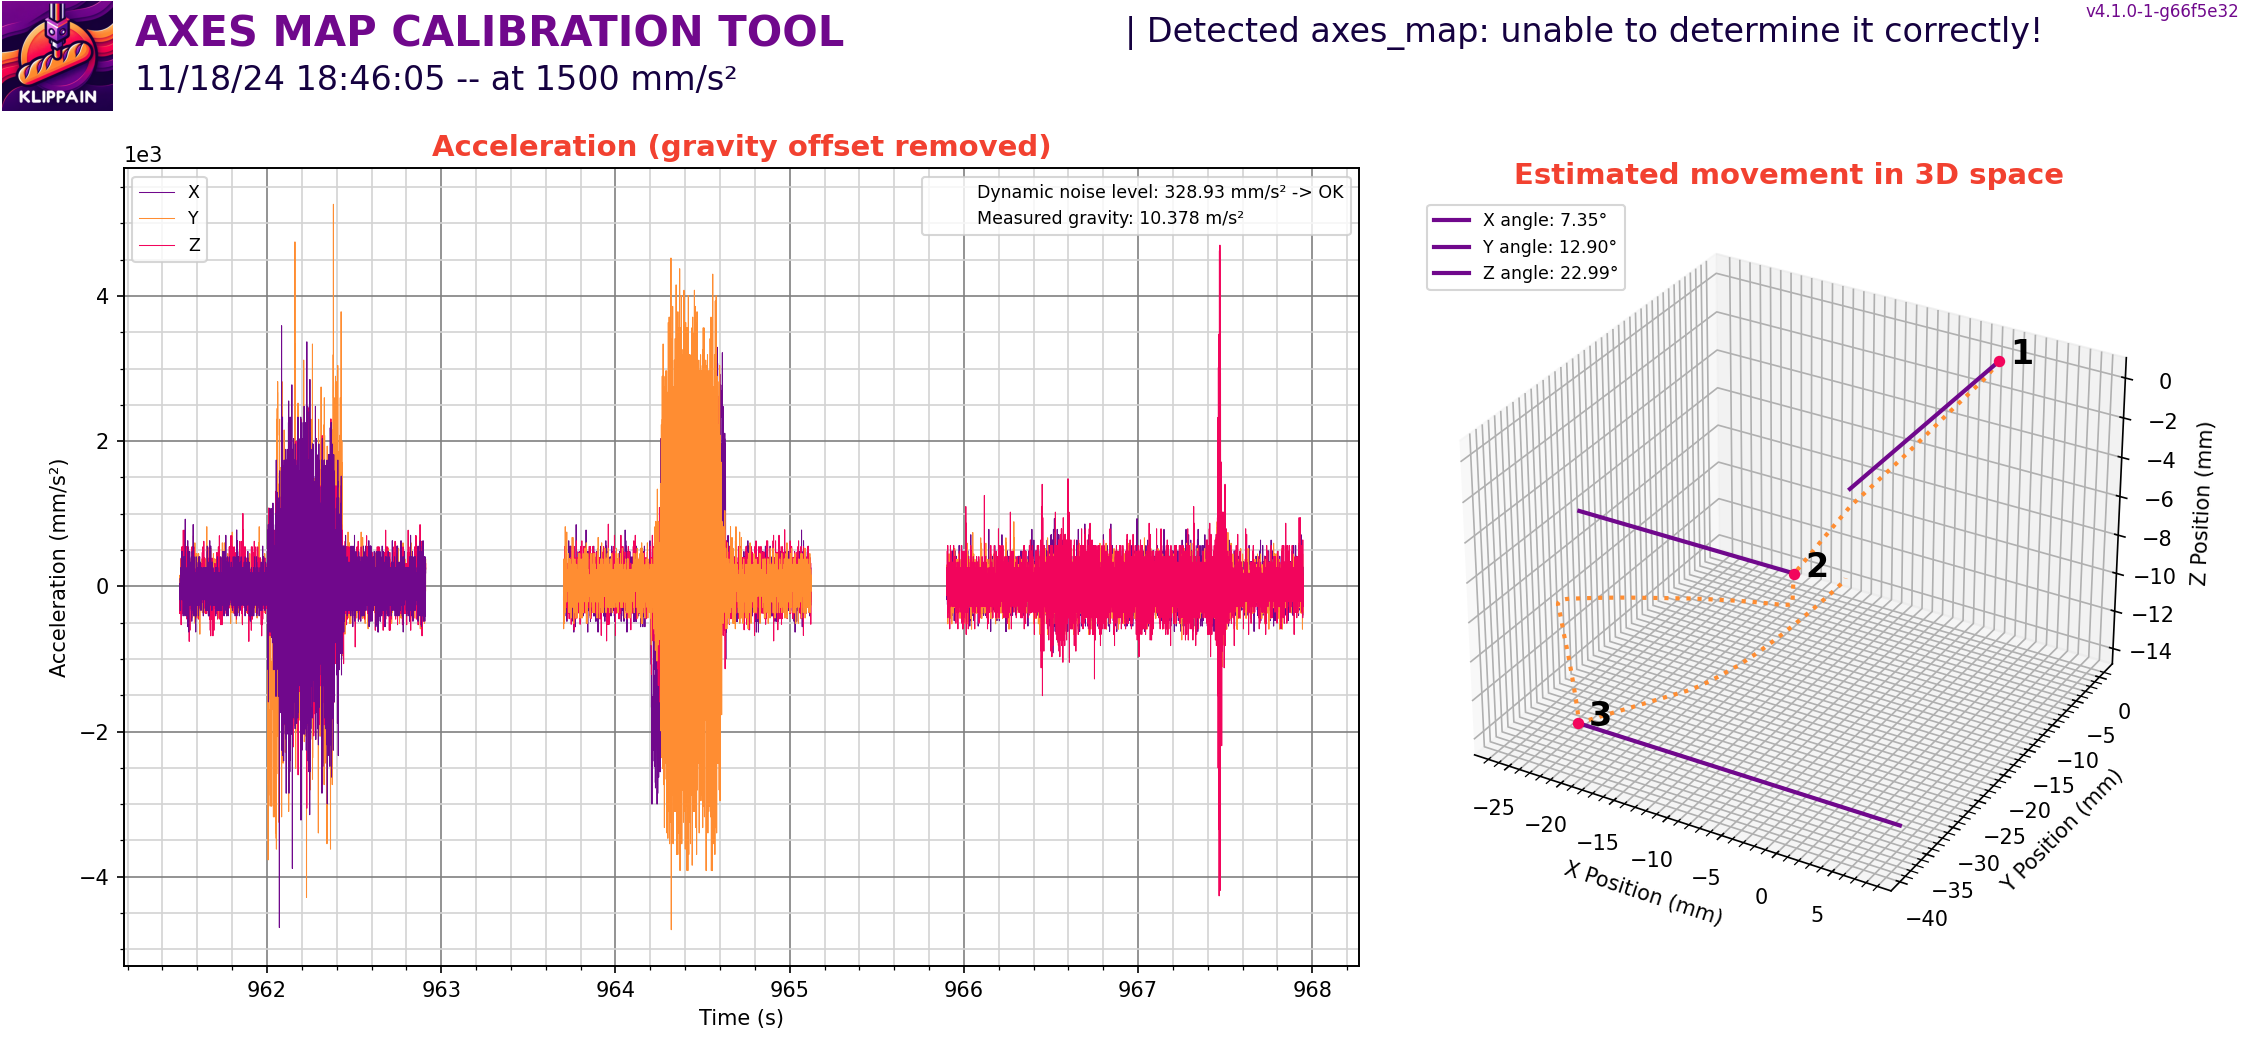 KLIPPAIN
AXES MAP CALIBRATION TOOL
11/18/24 18:46:05 -- at 1500 mm/s²
| Detected axes_map: unable to determine it correctly!
v4.1.0-1-g66f5e32
Acceleration (gravity offset removed)
1e3
X
Y
Z
Dynamic noise level: 328.93 mm/s² -> OK
Measured gravity: 10.378 m/s²
Acceleration (mm/s²)
4
2
0
−2
−4
962
963
964
965
966
967
968
Time (s)
Estimated movement in 3D space
X angle: 7.35°
Y angle: 12.90°
Z angle: 22.99°
1
2
3
0
−2
−4
−6
−8
−10
−12
−14
Z Position (mm)
0
−5
−10
−15
−20
−25
−30
−35
−40
Y Position (mm)
−25
−20
−15
−10
−5
0
5
X Position (mm)